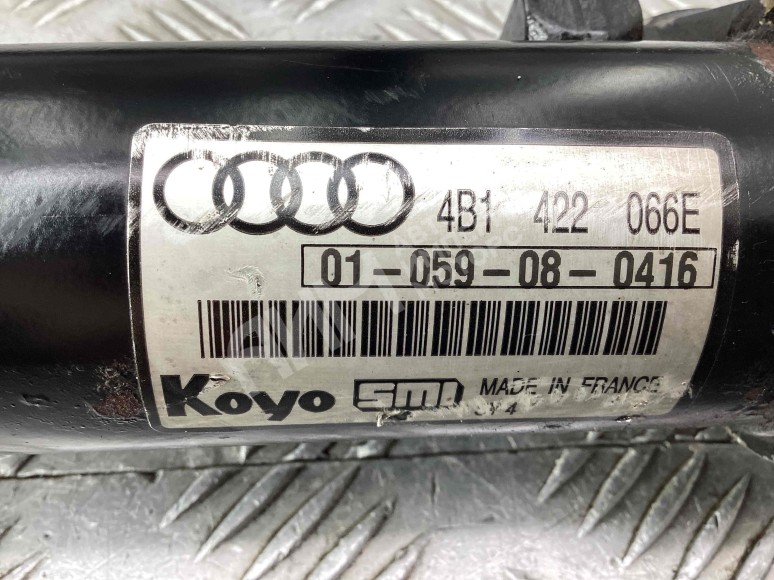 4B1 422 066E
01-059-08-0416
Koyo SMI MADE IN FRANCE